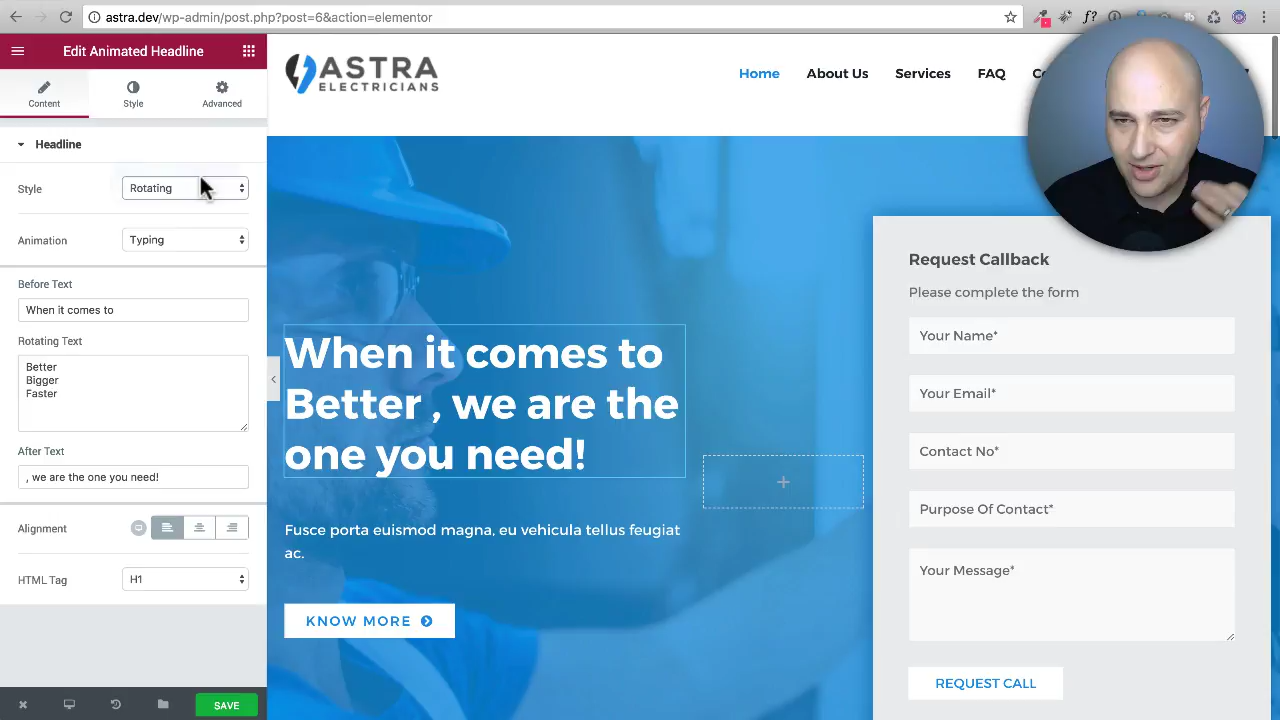 astra.dev/wp-admin/post.php?post=6&action=elementor
Edit Animated Headline
Content
Style
Advanced
Headline
Style
Rotating
Animation
Typing
Before Text
When it comes to
Rotating Text
Better
Bigger
Faster
After Text
, we are the one you need!
Alignment
HTML Tag
H1
SAVE
ASTRA
ELECTRICIANS
Home
About Us
Services
FAQ
When it comes to
Better , we are the
one you need!
Fusce porta euismod magna, eu vehicula tellus feugiat
ac.
KNOW MORE
Request Callback
Please complete the form
Your Name*
Your Email*
Contact No*
Purpose Of Contact*
Your Message*
REQUEST CALL